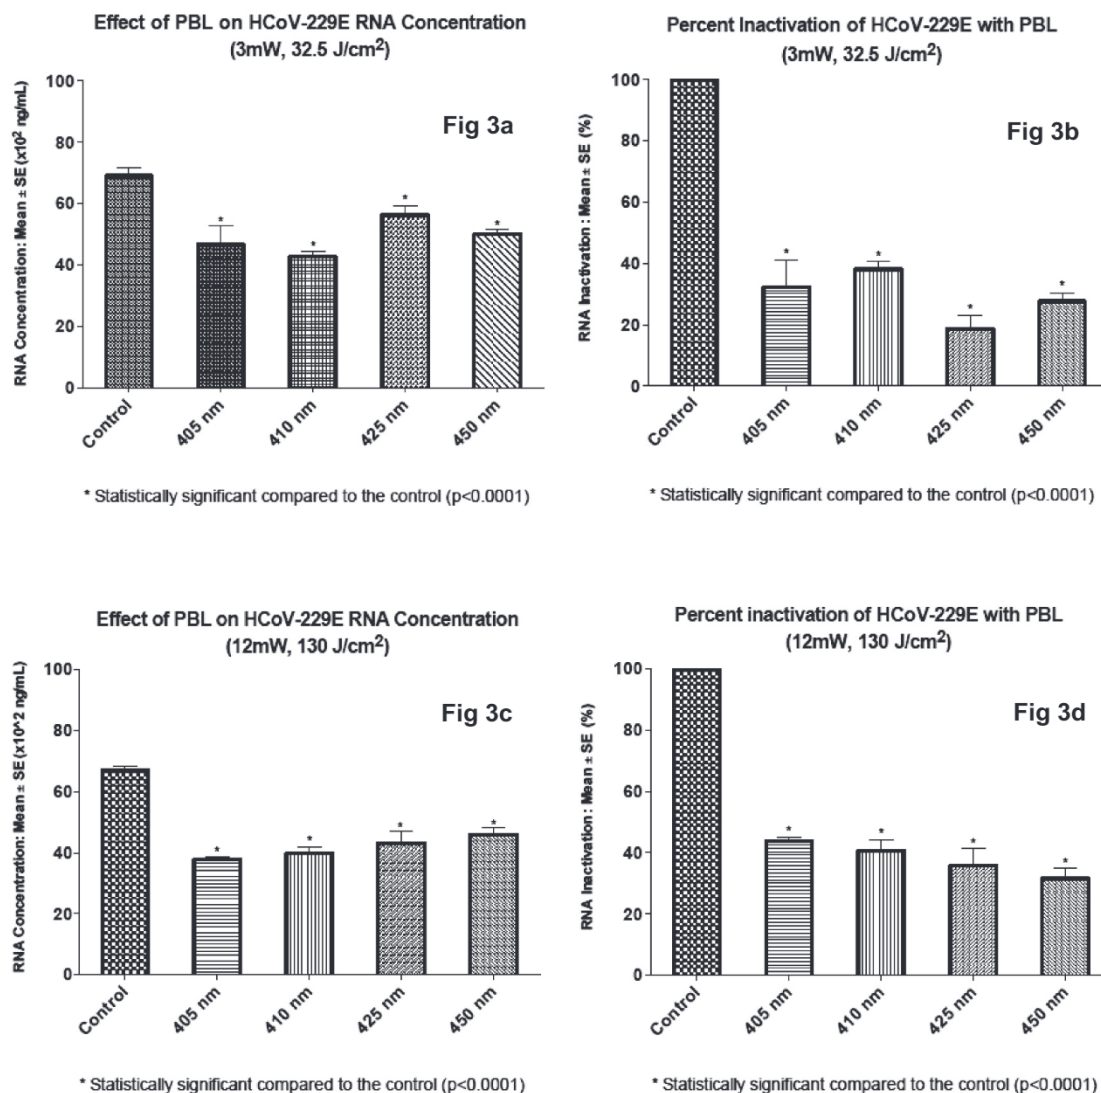 Effect of PBL on HCoV-229E RNA Concentration
(3mW, 32.5 J/cm²)
Fig 3a
RNA Concentration: Mean ± SE (x10² ng/mL)
100
80
60
40
20
0
*
*
*
*
Control
405 nm
410 nm
425 nm
450 nm
* Statistically significant compared to the control (p<0.0001)
Percent Inactivation of HCoV-229E with PBL
(3mW, 32.5 J/cm²)
Fig 3b
RNA Inactivation : Mean ± SE (%)
100
80
60
40
20
0
*
*
*
*
Control
405 nm
410 nm
425 nm
450 nm
* Statistically significant compared to the control (p<0.0001)
Effect of PBL on HCoV-229E RNA Concentration
(12mW, 130 J/cm²)
Fig 3c
RNA Concentration: Mean ± SE (x10^2 ng/mL)
100
80
60
40
20
0
*
*
*
*
Control
405 nm
410 nm
425 nm
450 nm
* Statistically significant compared to the control (p<0.0001)
Percent inactivation of HCoV-229E with PBL
(12mW, 130 J/cm²)
Fig 3d
RNA Inactivation : Mean ± SE (%)
100
80
60
40
20
0
*
*
*
*
Control
405 nm
410 nm
425 nm
450 nm
* Statistically significant compared to the control (p<0.0001)